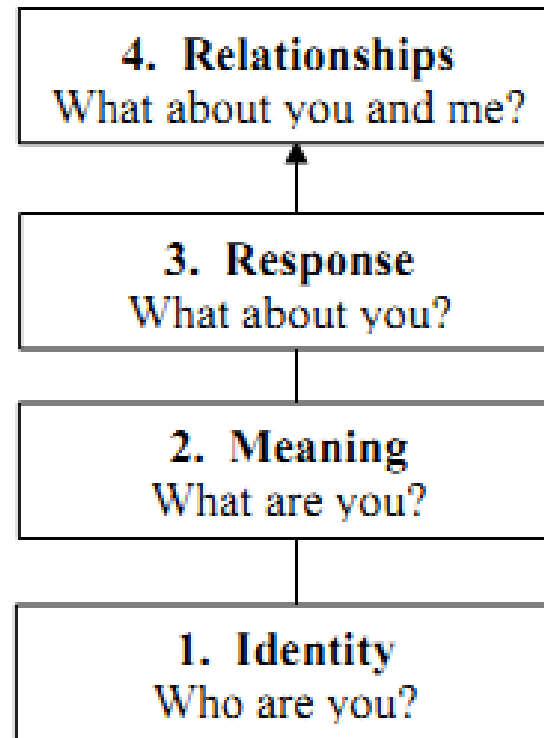 4. Relationships
What about you and me?
3. Response
What about you?
2. Meaning
What are you?
1. Identity
Who are you?